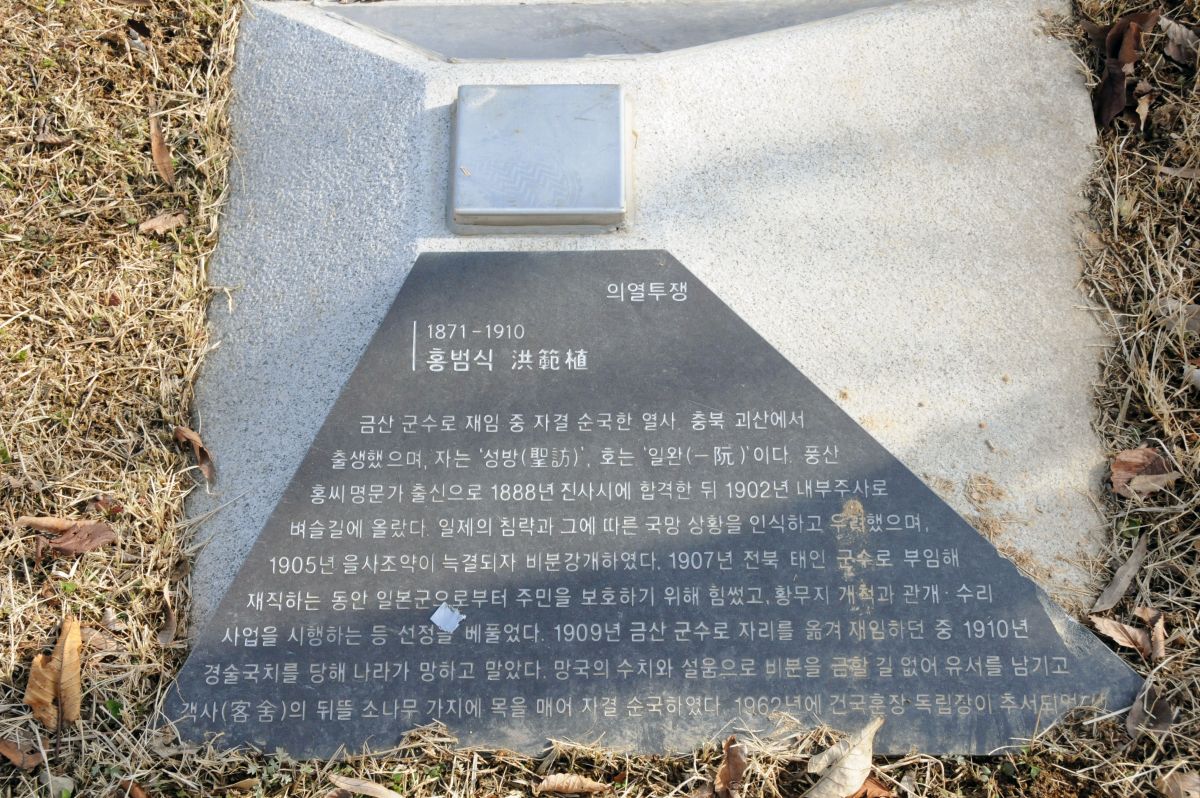 의열투쟁
1871-1910
홍범식 洪範植
금산 군수로 재임 중 자결 순국한 열사. 충북 괴산에서
출생했으며, 자는 '성방(聖訪)', 호는 '일완(一阮)'이다. 풍산
홍씨 명문가 출신으로 1888년 진사시에 합격한 뒤 1902년 내부주사로
벼슬길에 올랐다. 일제의 침략과 그에 따른 국망 상황을 인식하고 우려했으며,
1905년 을사조약이 늑결되자 비분강개하였다. 1907년 전북 태인 군수로 부임해
재직하는 동안 일본군으로부터 주민을 보호하기 위해 힘썼고, 황무지 개척과 관개·수리
사업을 시행하는 등 선정을 베풀었다. 1909년 금산 군수로 자리를 옮겨 재임하던 중 1910년
경술국치를 당해 나라가 망하고 말았다. 망국의 수치와 설움으로 비분을 금할 길 없어 유서를 남기고
객사(客舍)의 뒤뜰 소나무 가지에 목을 매어 자결 순국하였다. 1962년에 건국훈장 독립장이 추서되었다.